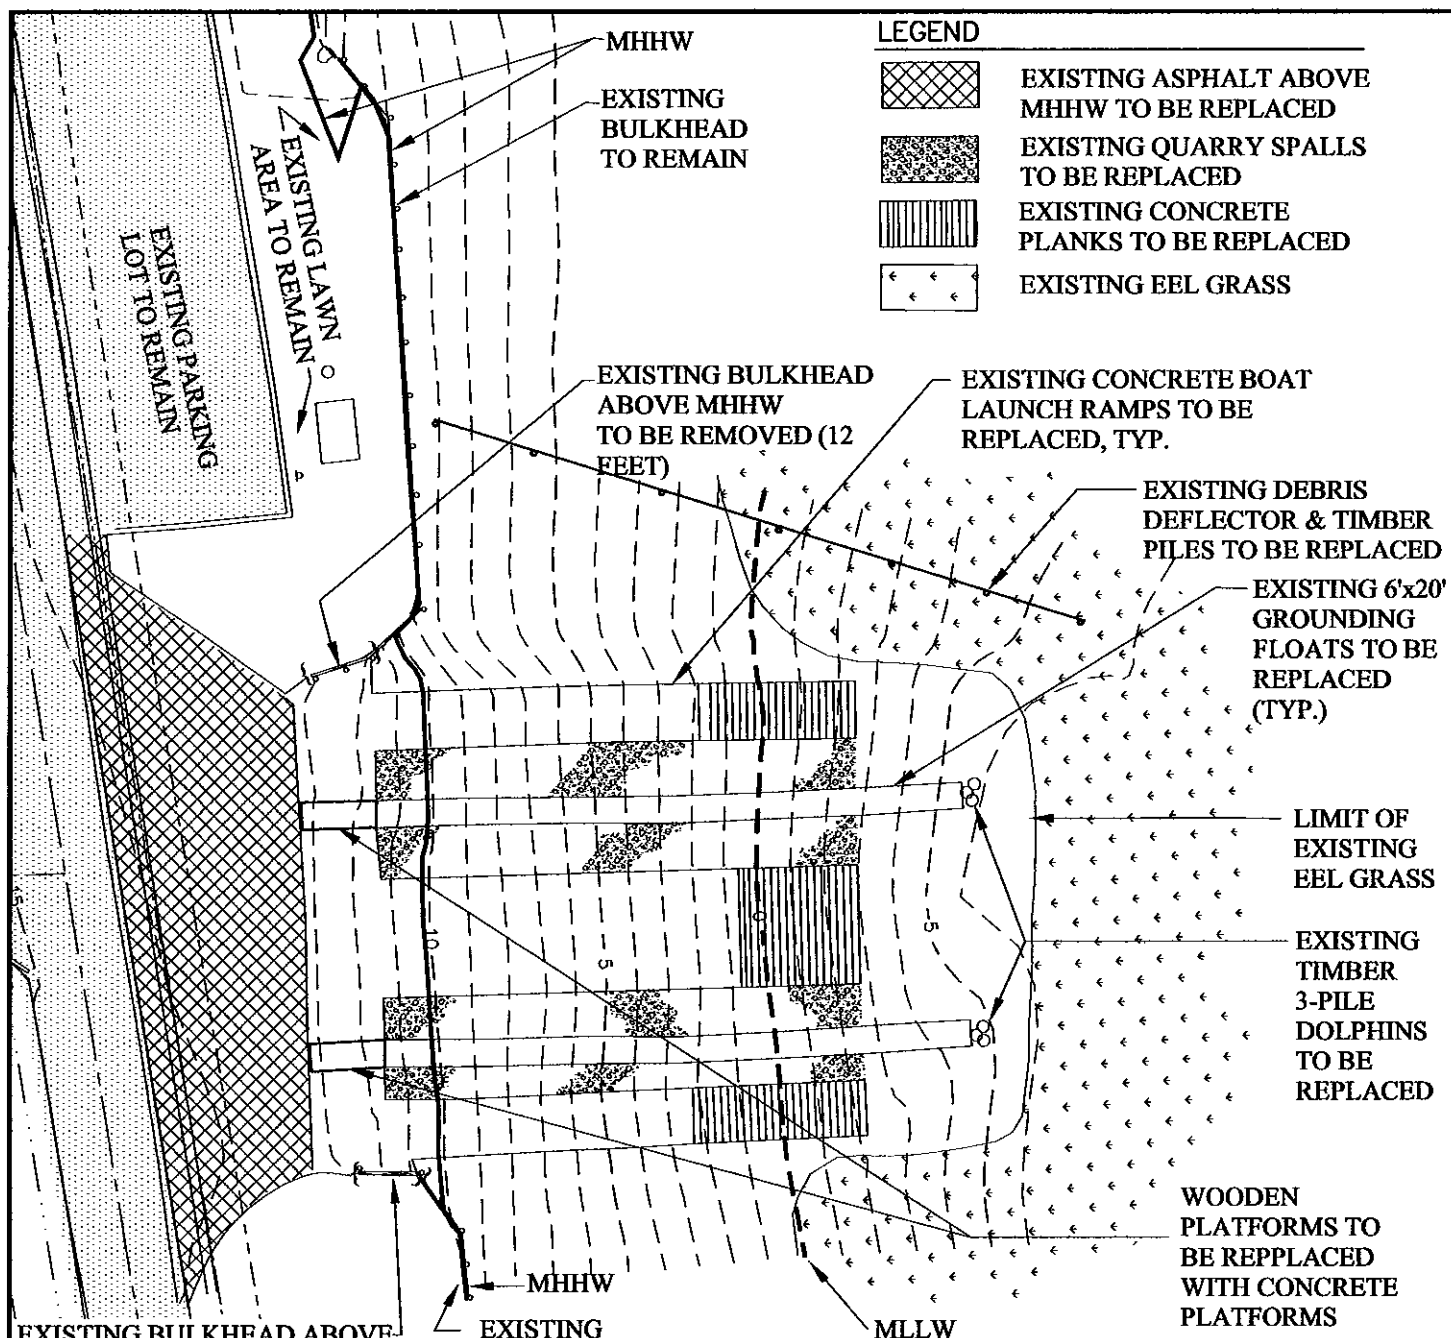 LEGEND
EXISTING ASPHALT ABOVE
MHHW TO BE REPLACED
EXISTING QUARRY SPALLS
TO BE REPLACED
EXISTING CONCRETE
PLANKS TO BE REPLACED
EXISTING EEL GRASS
MHHW
EXISTING
BULKHEAD
TO REMAIN
EXISTING LAWN
AREA TO REMAIN
EXISTING PARKING
LOT TO REMAIN
EXISTING BULKHEAD
ABOVE MHHW
TO BE REMOVED (12
FEET)
EXISTING CONCRETE BOAT
LAUNCH RAMPS TO BE
REPLACED, TYP.
EXISTING DEBRIS
DEFLECTOR & TIMBER
PILES TO BE REPLACED
EXISTING 6'x20'
GROUNDING
FLOATS TO BE
REPLACED
(TYP.)
LIMIT OF
EXISTING
EEL GRASS
EXISTING
TIMBER
3-PILE
DOLPHINS
TO BE
REPLACED
WOODEN
PLATFORMS TO
BE REPPLACED
WITH CONCRETE
PLATFORMS
10
5
0
-5
15
MHHW
EXISTING
MLLW
EXISTING BULKHEAD ABOVE